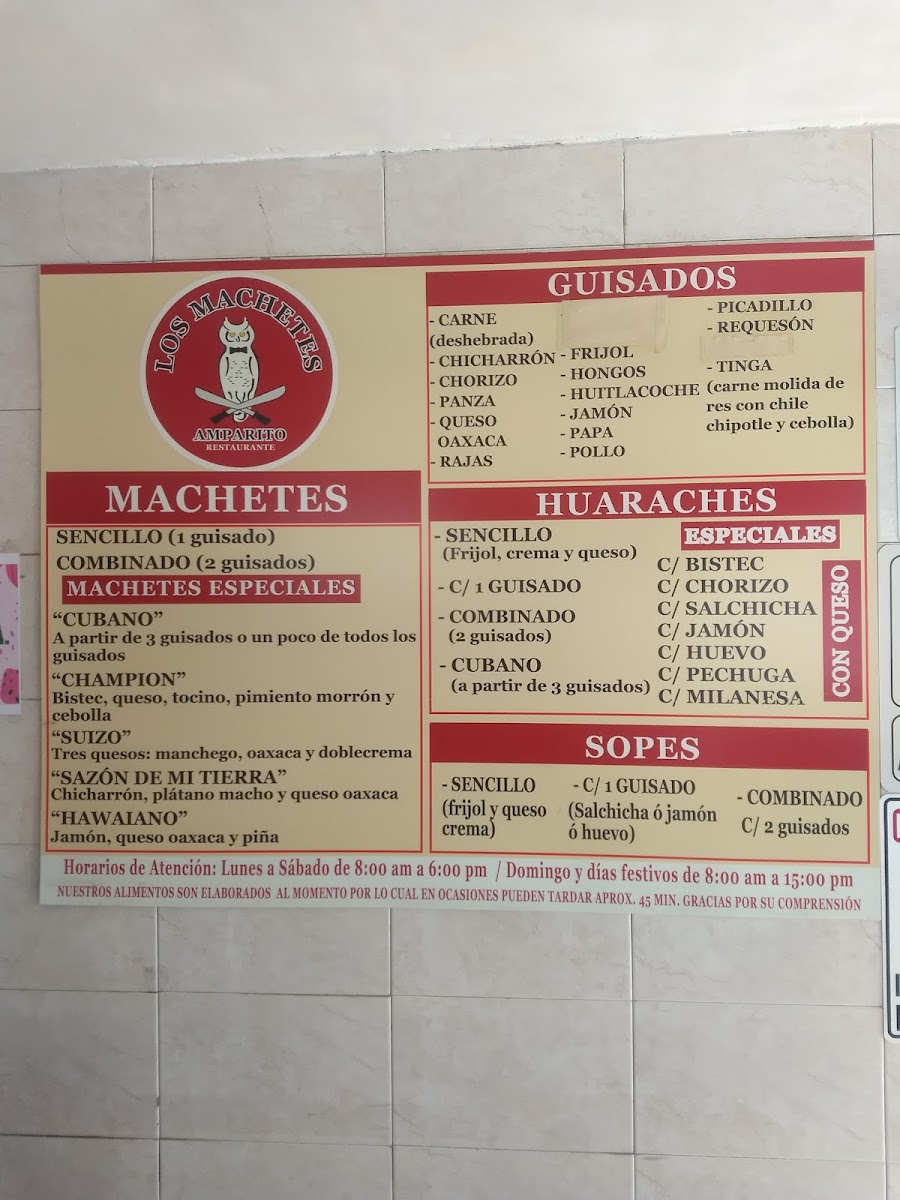 LOS MACHETES
AMPARITO
RESTAURANTE
MACHETES
SENCILLO (1 guisado)
COMBINADO (2 guisados)
MACHETES ESPECIALES
“CUBANO”
A partir de 3 guisados o un poco de todos los
guisados
“CHAMPION”
Bistec, queso, tocino, pimiento morrón y
cebolla
“SUIZO”
Tres quesos: manchego, oaxaca y doblecrema
“SAZÓN DE MI TIERRA”
Chicharrón, plátano macho y queso oaxaca
“HAWAIANO”
Jamón, queso oaxaca y piña
GUISADOS
- CARNE
(deshebrada)
- CHICHARRÓN
- CHORIZO
- PANZA
- QUESO
OAXACA
- RAJAS
- FRIJOL
- HONGOS
- HUITLACOCHE
- JAMÓN
- PAPA
- POLLO
- PICADILLO
- REQUESÓN
- TINGA
(carne molida de
res con chile
chipotle y cebolla)
HUARACHES
- SENCILLO
(Frijol, crema y queso)
- C/ 1 GUISADO
- COMBINADO
(2 guisados)
- CUBANO
(a partir de 3 guisados)
ESPECIALES
C/ BISTEC
C/ CHORIZO
C/ SALCHICHA
C/ JAMÓN
C/ HUEVO
C/ PECHUGA
C/ MILANESA
CON QUESO
SOPES
- SENCILLO
(frijol y queso
crema)
- C/ 1 GUISADO
(Salchicha ó jamón
ó huevo)
- COMBINADO
C/ 2 guisados
Horarios de Atención: Lunes a Sábado de 8:00 am a 6:00 pm / Domingo y días festivos de 8:00 am a 15:00 pm
NUESTROS ALIMENTOS SON ELABORADOS AL MOMENTO POR LO CUAL EN OCASIONES PUEDEN TARDAR APROX. 45 MIN. GRACIAS POR SU COMPRENSIÓN